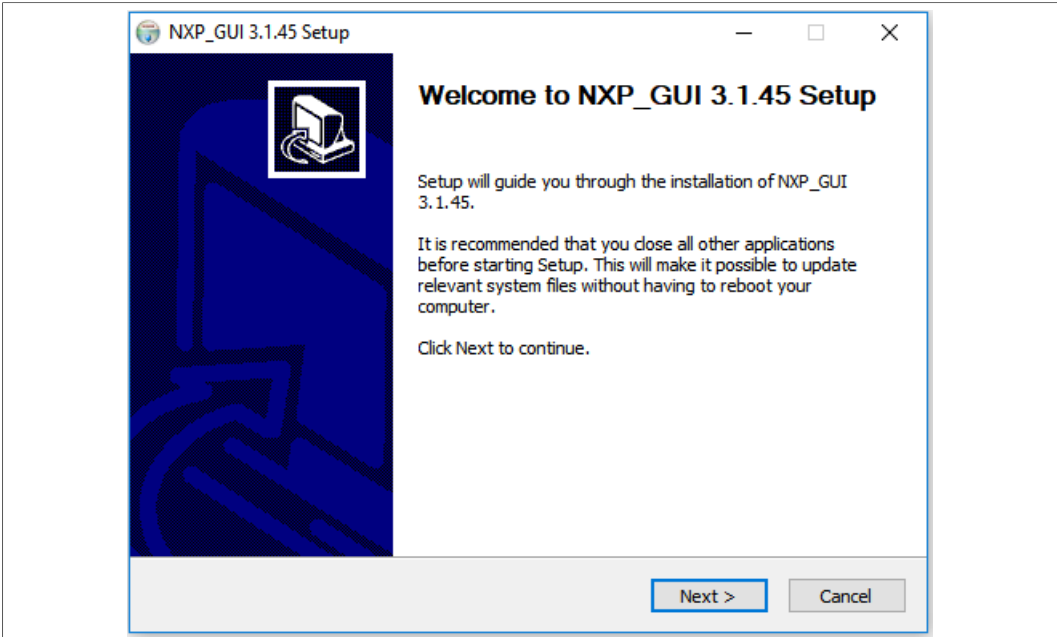 NXP_GUI 3.1.45 Setup
Welcome to NXP_GUI 3.1.45 Setup
Setup will guide you through the installation of NXP_GUI
3.1.45.
It is recommended that you close all other applications
before starting Setup. This will make it possible to update
relevant system files without having to reboot your
computer.
Click Next to continue.
Next >
Cancel